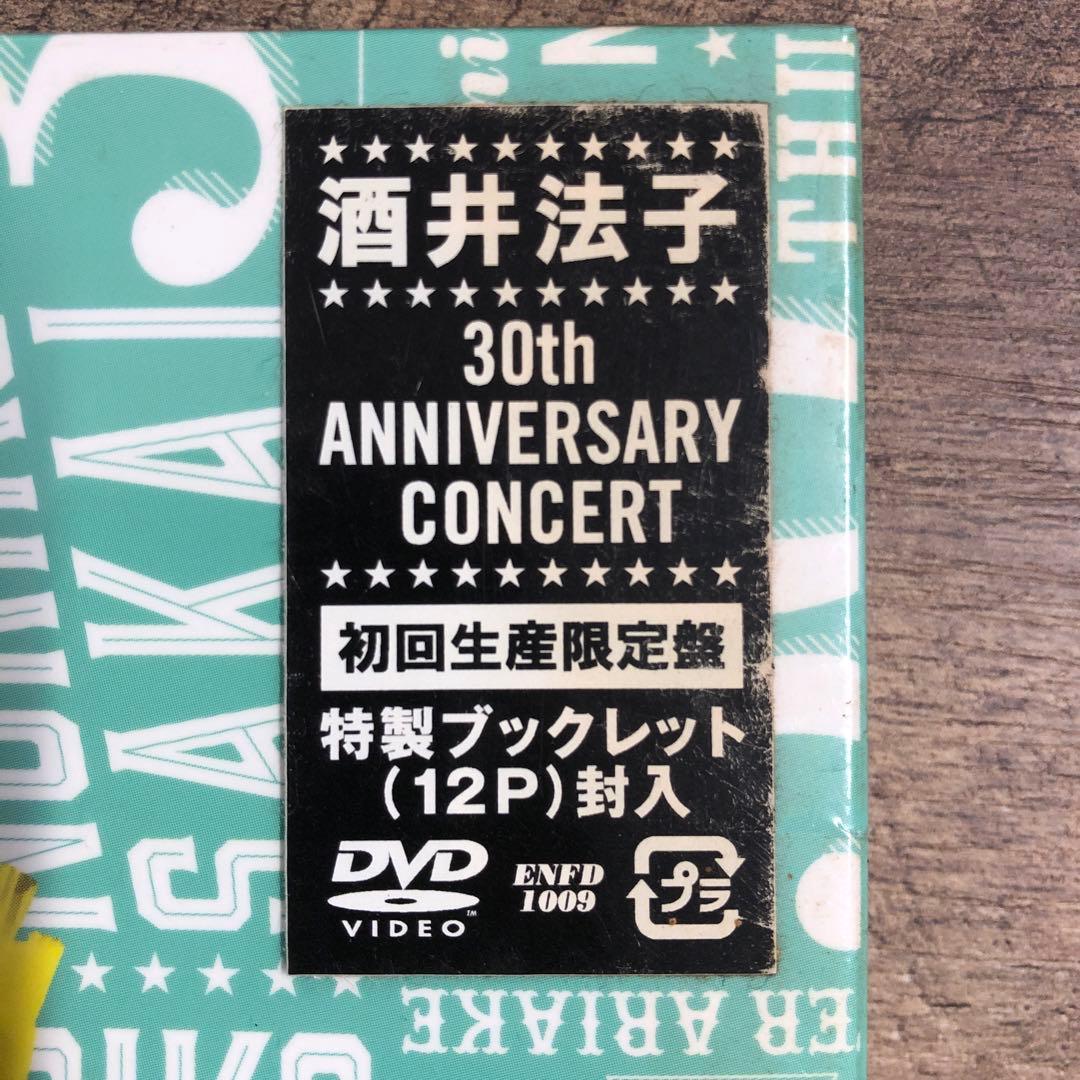 酒井法子
30th
ANNIVERSARY
CONCERT
初回生産限定盤
特製ブックレット
(12P)封入
DVD
VIDEO
TM
ENFD
1009
プラ
SAKAI
ER ARIAKE